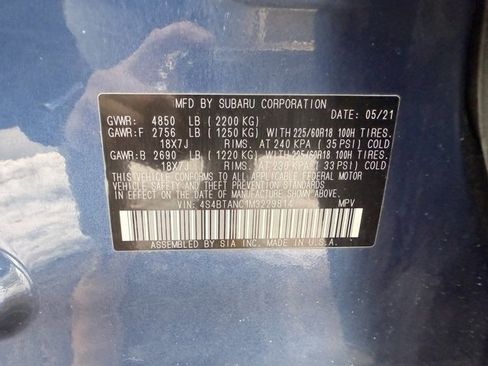 MFD BY SUBARU CORPORATION
GVWR: 4850 LB (2200 KG) DATE: 05/21
GAWR:F 2756 LB (1250 KG) WITH 225/60R18 100H TIRES.
18X7J RIMS. AT 240 KPA ( 35 PSI) COLD
GAWR:B 2690 LB (1220 KG) WITH 225/60R18 100H TIRES.
18X7J RIMS. AT 230 KPA ( 33 PSI) COLD
THIS VEHICLE CONFORMS TO ALL APPLICABLE FEDERAL MOTOR
VEHICLE SAFETY, BUMPER, AND THEFT PREVENTION
STANDARDS IN EFFECT ON THE DATE OF MANUFACTURE SHOWN ABOVE.
VIN: 4S4BTANC1M3229814 MPV
ASSEMBLED BY SIA INC. MADE IN U.S.A.